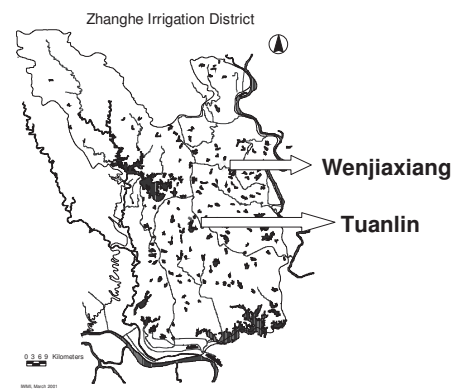 Zhanghe Irrigation District
Wenjiaxiang
Tuanlin
0 3 6 9 Kilometers
IWMI, March 2001